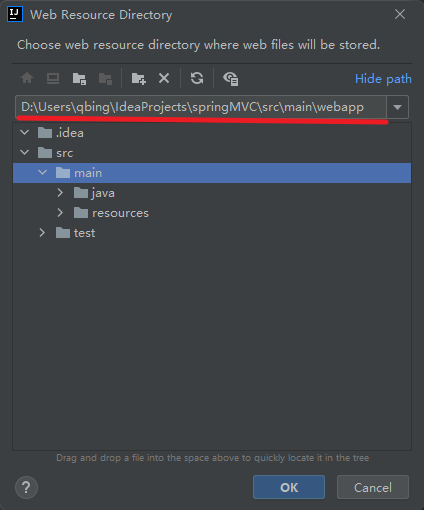 Web Resource Directory
Choose web resource directory where web files will be stored.
Hide path
D:\Users\qbing\IdeaProjects\springMVC\src\main\webapp
.idea
src
main
java
resources
test
Drag and drop a file into the space above to quickly locate it in the tree
?
OK
Cancel